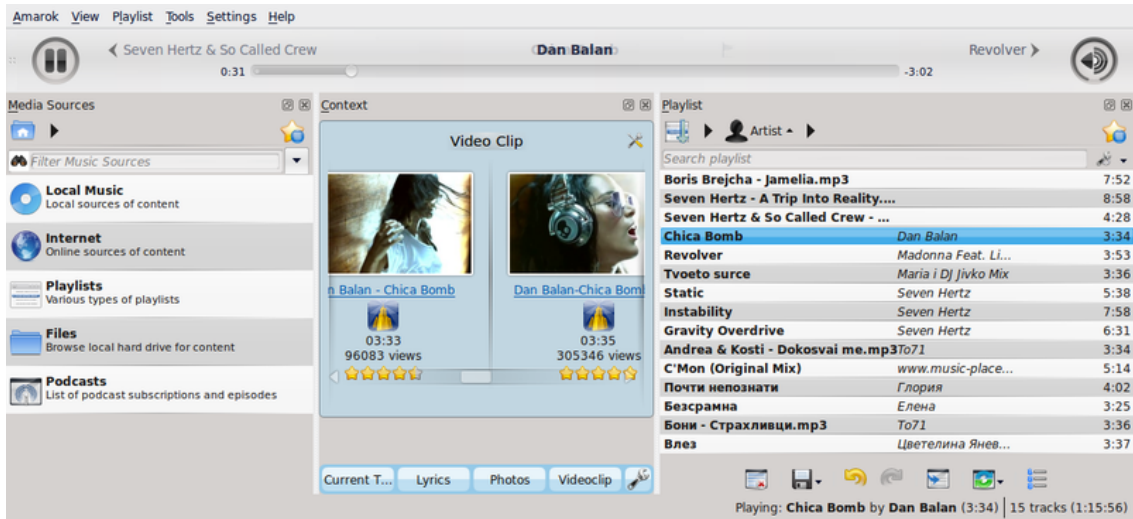 Amarok View Playlist Tools Settings Help
Seven Hertz & So Called Crew Dan Balan Revolver
0:31 -3:02
Media Sources
Filter Music Sources
Local Music
Local sources of content
Internet
Online sources of content
Playlists
Various types of playlists
Files
Browse local hard drive for content
Podcasts
List of podcast subscriptions and episodes
Context
Video Clip
n Balan - Chica Bomb
03:33
96083 views
Dan Balan-Chica Bomb
03:35
305346 views
Current T... Lyrics Photos Videoclip
Playlist
Artist
Search playlist
Boris Brejcha - Jamelia.mp3 7:52
Seven Hertz - A Trip Into Reality.... 8:58
Seven Hertz & So Called Crew - ... 4:28
Chica Bomb Dan Balan 3:34
Revolver Madonna Feat. Li... 3:53
Tvoeto surce Maria i DJ Jivko Mix 3:36
Static Seven Hertz 5:38
Instability Seven Hertz 7:58
Gravity Overdrive Seven Hertz 6:31
Andrea & Kosti - Dokosvai me.mp3 To71 3:34
C'Mon (Original Mix) www.music-place... 5:14
Почти непознати Глория 4:02
Безсрамна Елена 3:25
Бони - Страхливци.mp3 To71 3:36
Влез Цветелина Янев... 3:37
Playing: Chica Bomb by Dan Balan (3:34) 15 tracks (1:15:56)